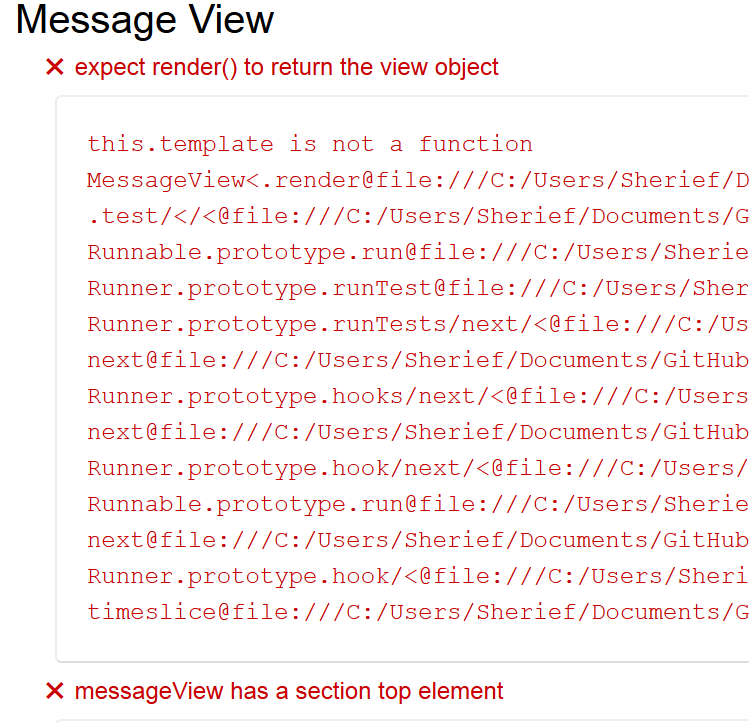 Message View
✕ expect render() to return the view object
this.template is not a function
MessageView<.render@file:///C:/Users/Sherief/D
.test/</<@file:///C:/Users/Sherief/Documents/G
Runnable.prototype.run@file:///C:/Users/Sherie
Runner.prototype.runTest@file:///C:/Users/Sher
Runner.prototype.runTests/next/<@file:///C:/Us
next@file:///C:/Users/Sherief/Documents/GitHub
Runner.prototype.hooks/next/<@file:///C:/Users
next@file:///C:/Users/Sherief/Documents/GitHub
Runner.prototype.hook/next/<@file:///C:/Users/
Runnable.prototype.run@file:///C:/Users/Sherie
next@file:///C:/Users/Sherief/Documents/GitHub
Runner.prototype.hook/<@file:///C:/Users/Sheri
timeslice@file:///C:/Users/Sherief/Documents/G
✕ messageView has a section top element